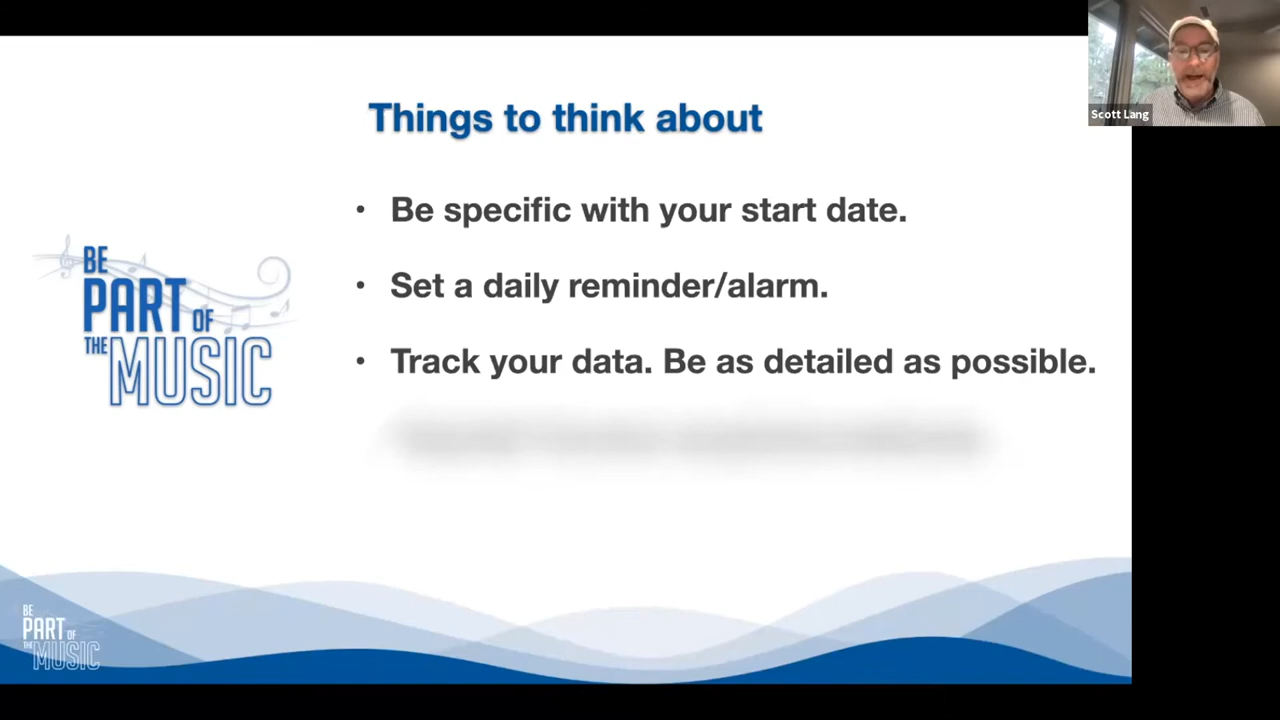 Things to think about
• Be specific with your start date.
• Set a daily reminder/alarm.
• Track your data. Be as detailed as possible.
BE
PART OF
THE MUSIC
Scott Lang
BE
PART OF
THE MUSIC